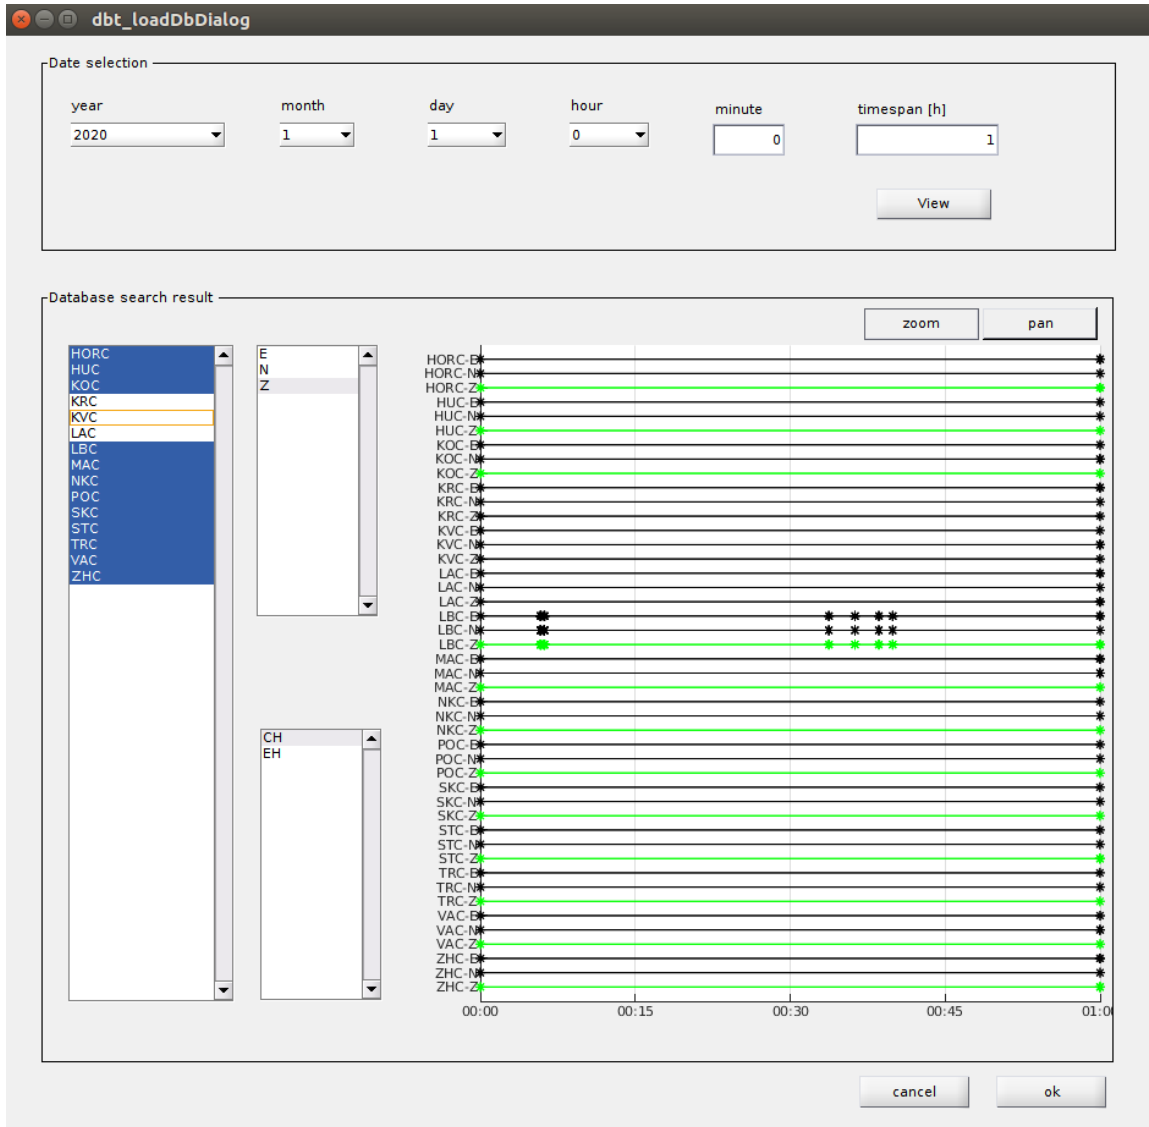 dbt_loadDbDialog
Date selection
year month day hour minute timespan [h]
2020 1 1 0 0 1
View
Database search result
zoom pan
HORC
HUC
KOC
KRC
KVC
LAC
LBC
MAC
NKC
POC
SKC
STC
TRC
VAC
ZHC
E
N
Z
CH
EH
HORC-E
HORC-N
HORC-Z
HUC-E
HUC-N
HUC-Z
KOC-E
KOC-N
KOC-Z
KRC-E
KRC-N
KRC-Z
KVC-E
KVC-N
KVC-Z
LAC-E
LAC-N
LAC-Z
LBC-E
LBC-N
LBC-Z
MAC-E
MAC-N
MAC-Z
NKC-E
NKC-N
NKC-Z
POC-E
POC-N
POC-Z
SKC-E
SKC-N
SKC-Z
STC-E
STC-N
STC-Z
TRC-E
TRC-N
TRC-Z
VAC-E
VAC-N
VAC-Z
ZHC-E
ZHC-N
ZHC-Z
00:00 00:15 00:30 00:45 01:00
cancel ok